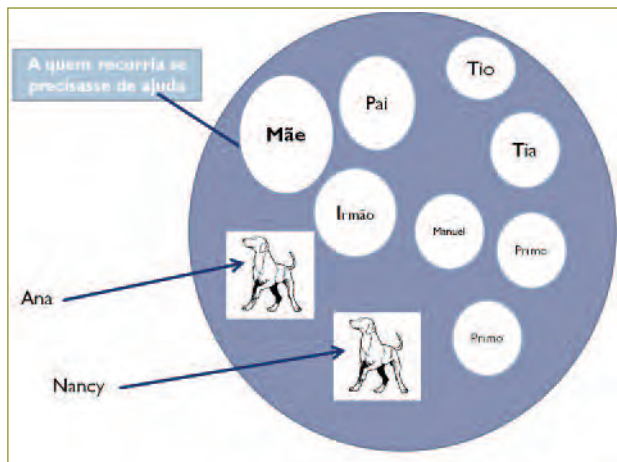 A quem recorria se
precisasse de ajuda
Mãe
Pai
Tio
Tia
Irmão
Manuel
Primo
Primo
Ana
Nancy